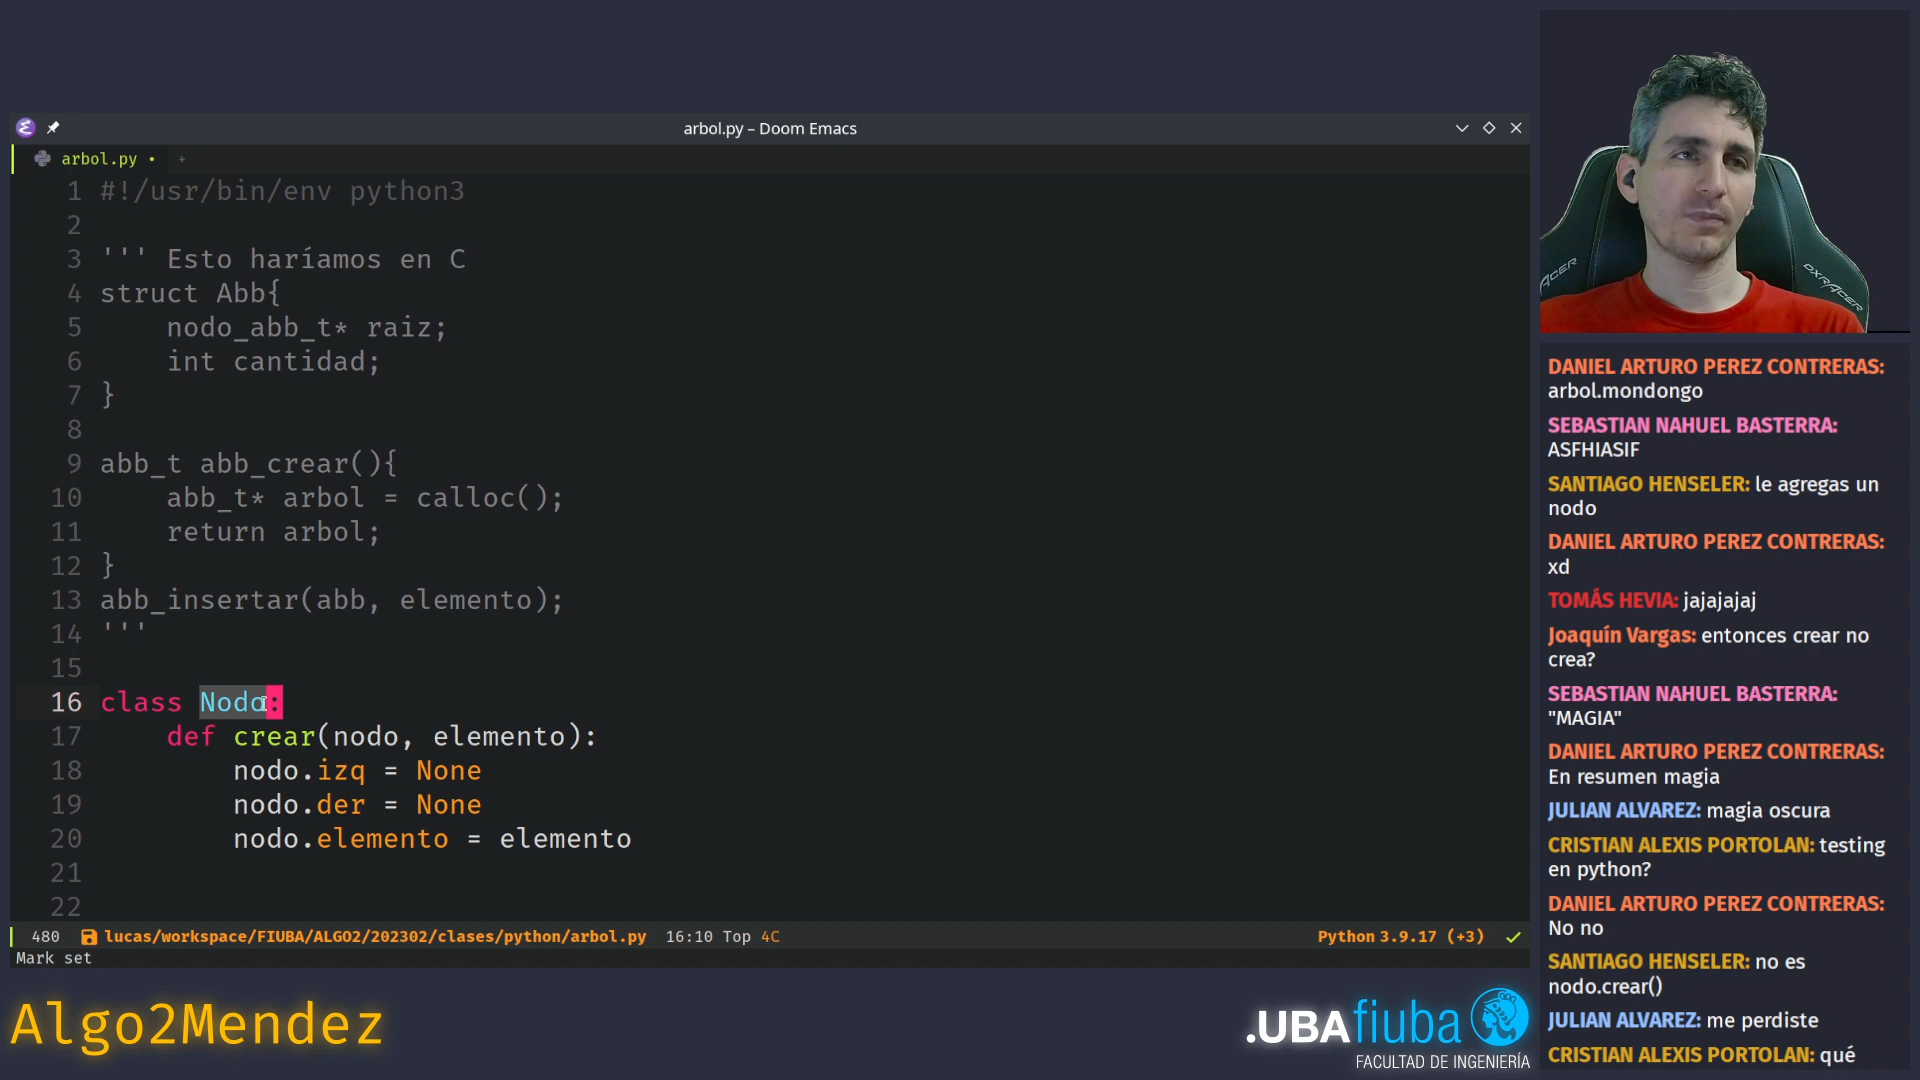 arbol.py – Doom Emacs
arbol.py • +
1 #!/usr/bin/env python3
2
3 ''' Esto haríamos en C
4 struct Abb{
5 nodo_abb_t* raiz;
6 int cantidad;
7 }
8
9 abb_t abb_crear(){
10 abb_t* arbol = calloc();
11 return arbol;
12 }
13 abb_insertar(abb, elemento);
14 '''
15
16 class Nodo:
17 def crear(nodo, elemento):
18 nodo.izq = None
19 nodo.der = None
20 nodo.elemento = elemento
21
22
480 lucas/workspace/FIUBA/ALGO2/202302/clases/python/arbol.py 16:10 Top 4C Python 3.9.17 (+3)
Mark set
Algo2Mendez
.UBAfiuba
FACULTAD DE INGENIERÍA
ACER
DXRACER
DANIEL ARTURO PEREZ CONTRERAS:
arbol.mondongo
SEBASTIAN NAHUEL BASTERRA:
ASFHIASIF
SANTIAGO HENSELER: le agregas un
nodo
DANIEL ARTURO PEREZ CONTRERAS:
xd
TOMÁS HEVIA: jajajajaj
Joaquín Vargas: entonces crear no
crea?
SEBASTIAN NAHUEL BASTERRA:
"MAGIA"
DANIEL ARTURO PEREZ CONTRERAS:
En resumen magia
JULIAN ALVAREZ: magia oscura
CRISTIAN ALEXIS PORTOLAN: testing
en python?
DANIEL ARTURO PEREZ CONTRERAS:
No no
SANTIAGO HENSELER: no es
nodo.crear()
JULIAN ALVAREZ: me perdiste
CRISTIAN ALEXIS PORTOLAN: qué